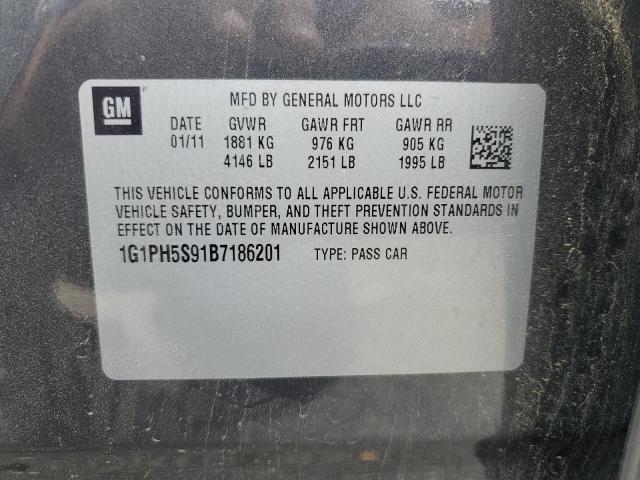 GM
MFD BY GENERAL MOTORS LLC
DATE GVWR GAWR FRT GAWR RR
01/11 1881 KG 976 KG 905 KG
4146 LB 2151 LB 1995 LB
THIS VEHICLE CONFORMS TO ALL APPLICABLE U.S. FEDERAL MOTOR
VEHICLE SAFETY, BUMPER, AND THEFT PREVENTION STANDARDS IN
EFFECT ON THE DATE OF MANUFACTURE SHOWN ABOVE.
1G1PH5S91B7186201 TYPE: PASS CAR